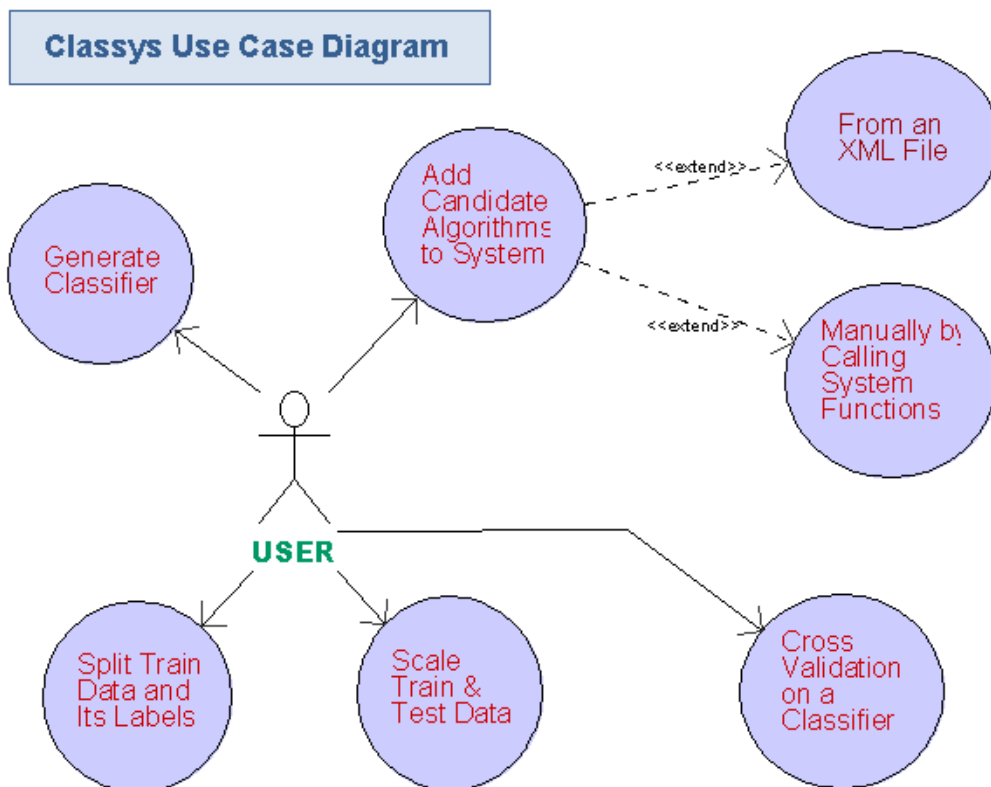 Classys Use Case Diagram
From an
XML File
<<extend>>
Add
Candidate
Algorithms
to System
Generate
Classifier
<<extend>>
Manually by
Calling
System
Functions
USER
Split Train
Data and
Its Labels
Scale
Train &
Test Data
Cross
Validation
on a
Classifier